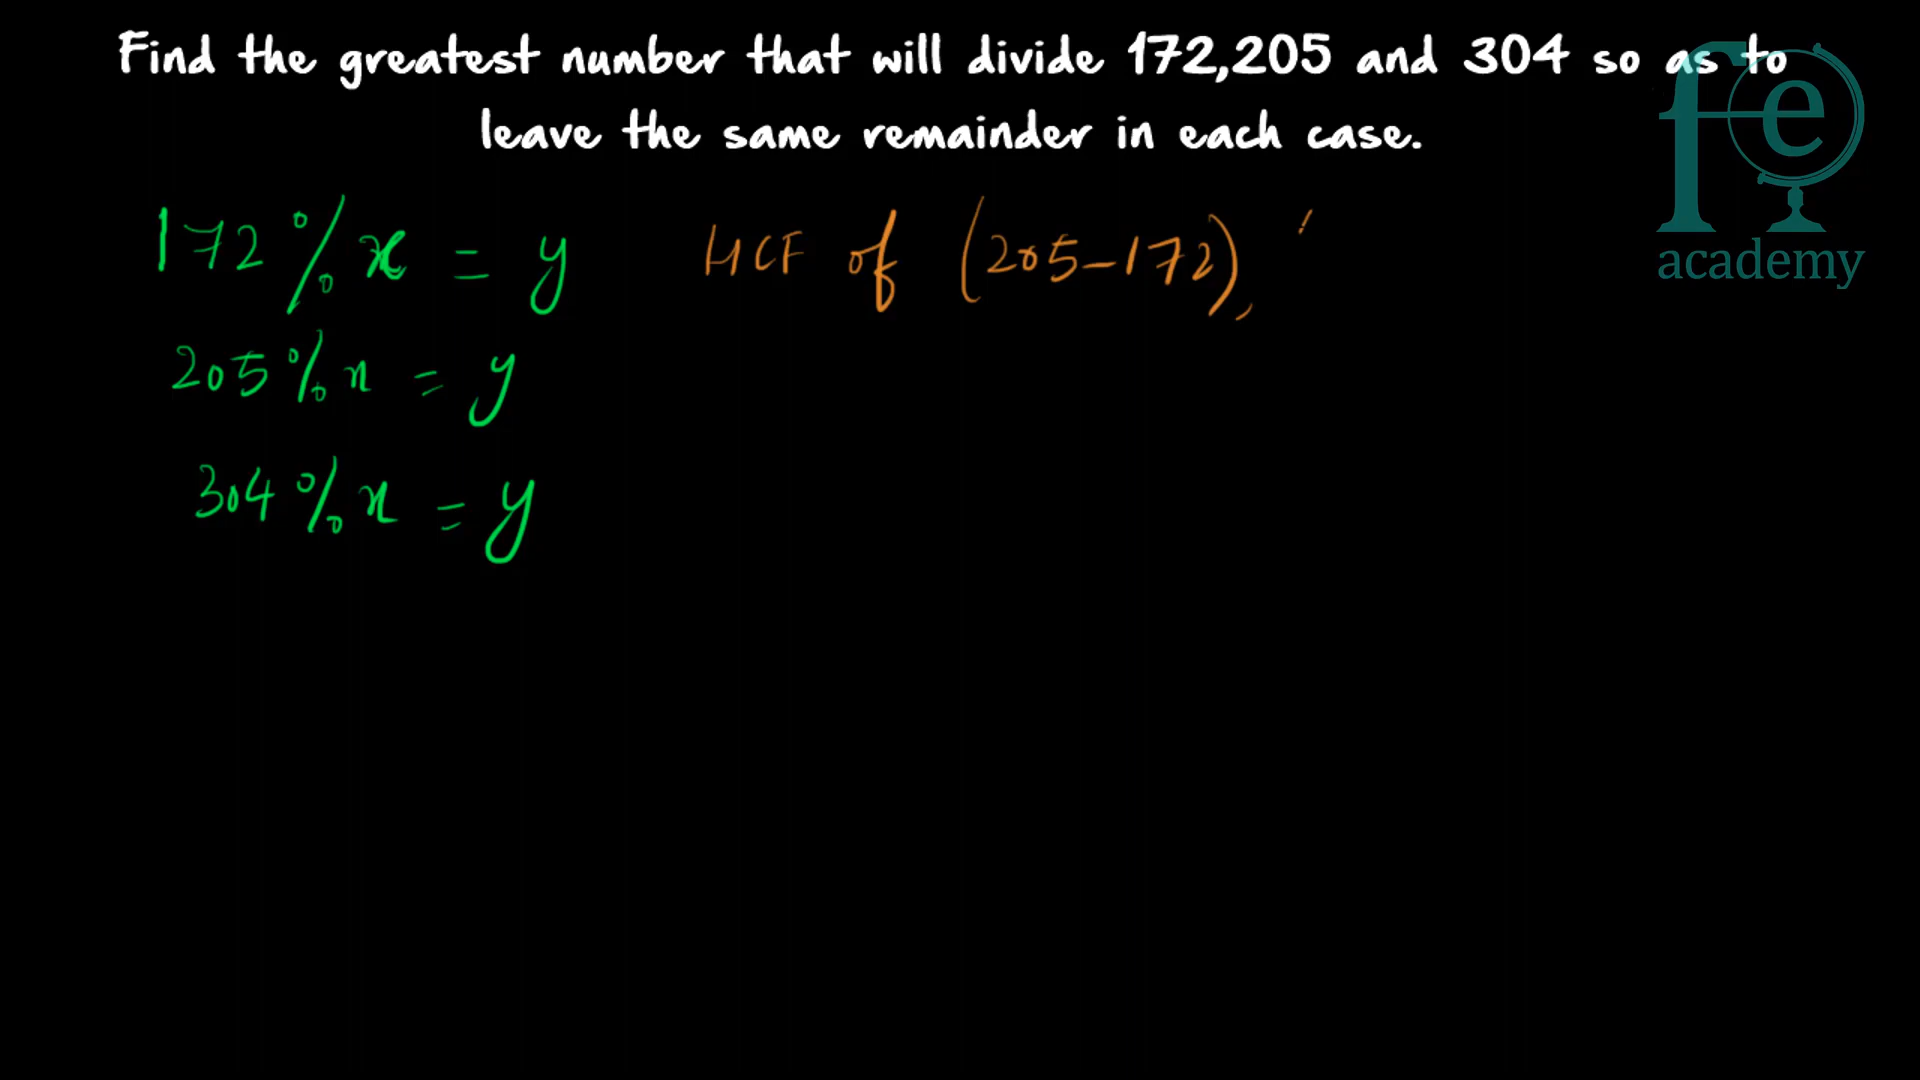 Find the greatest number that will divide 172,205 and 304 so as to
leave the same remainder in each case.
fe
academy
172 % x = y
HCF of (205-172),
205 % x = y
304 % x = y